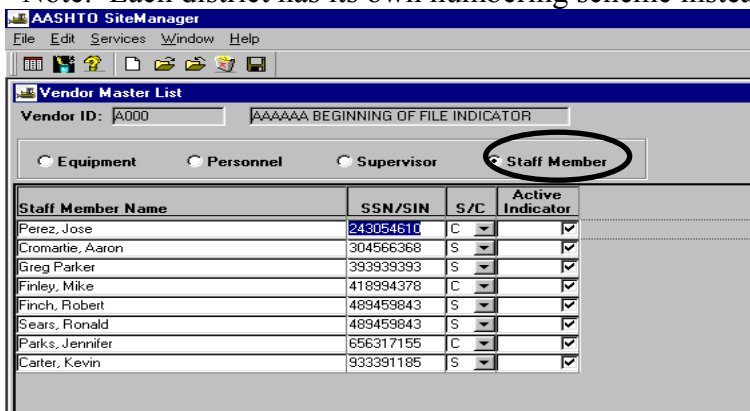 Note: Each district has its own numbering scheme instea
AASHTO SiteManager
File Edit Services Window Help
Vendor Master List
Vendor ID: A000 AAAAAA BEGINNING OF FILE INDICATOR
Equipment Personnel Supervisor Staff Member
Staff Member Name SSN/SIN S/C Active Indicator
Perez, Jose 243054610 C
Cromartie, Aaron 304566368 S
Greg Parker 393939393 S
Finley, Mike 418994378 C
Finch, Robert 489459843 S
Sears, Ronald 489459843 S
Parks, Jennifer 656317155 C
Carter, Kevin 933391185 S